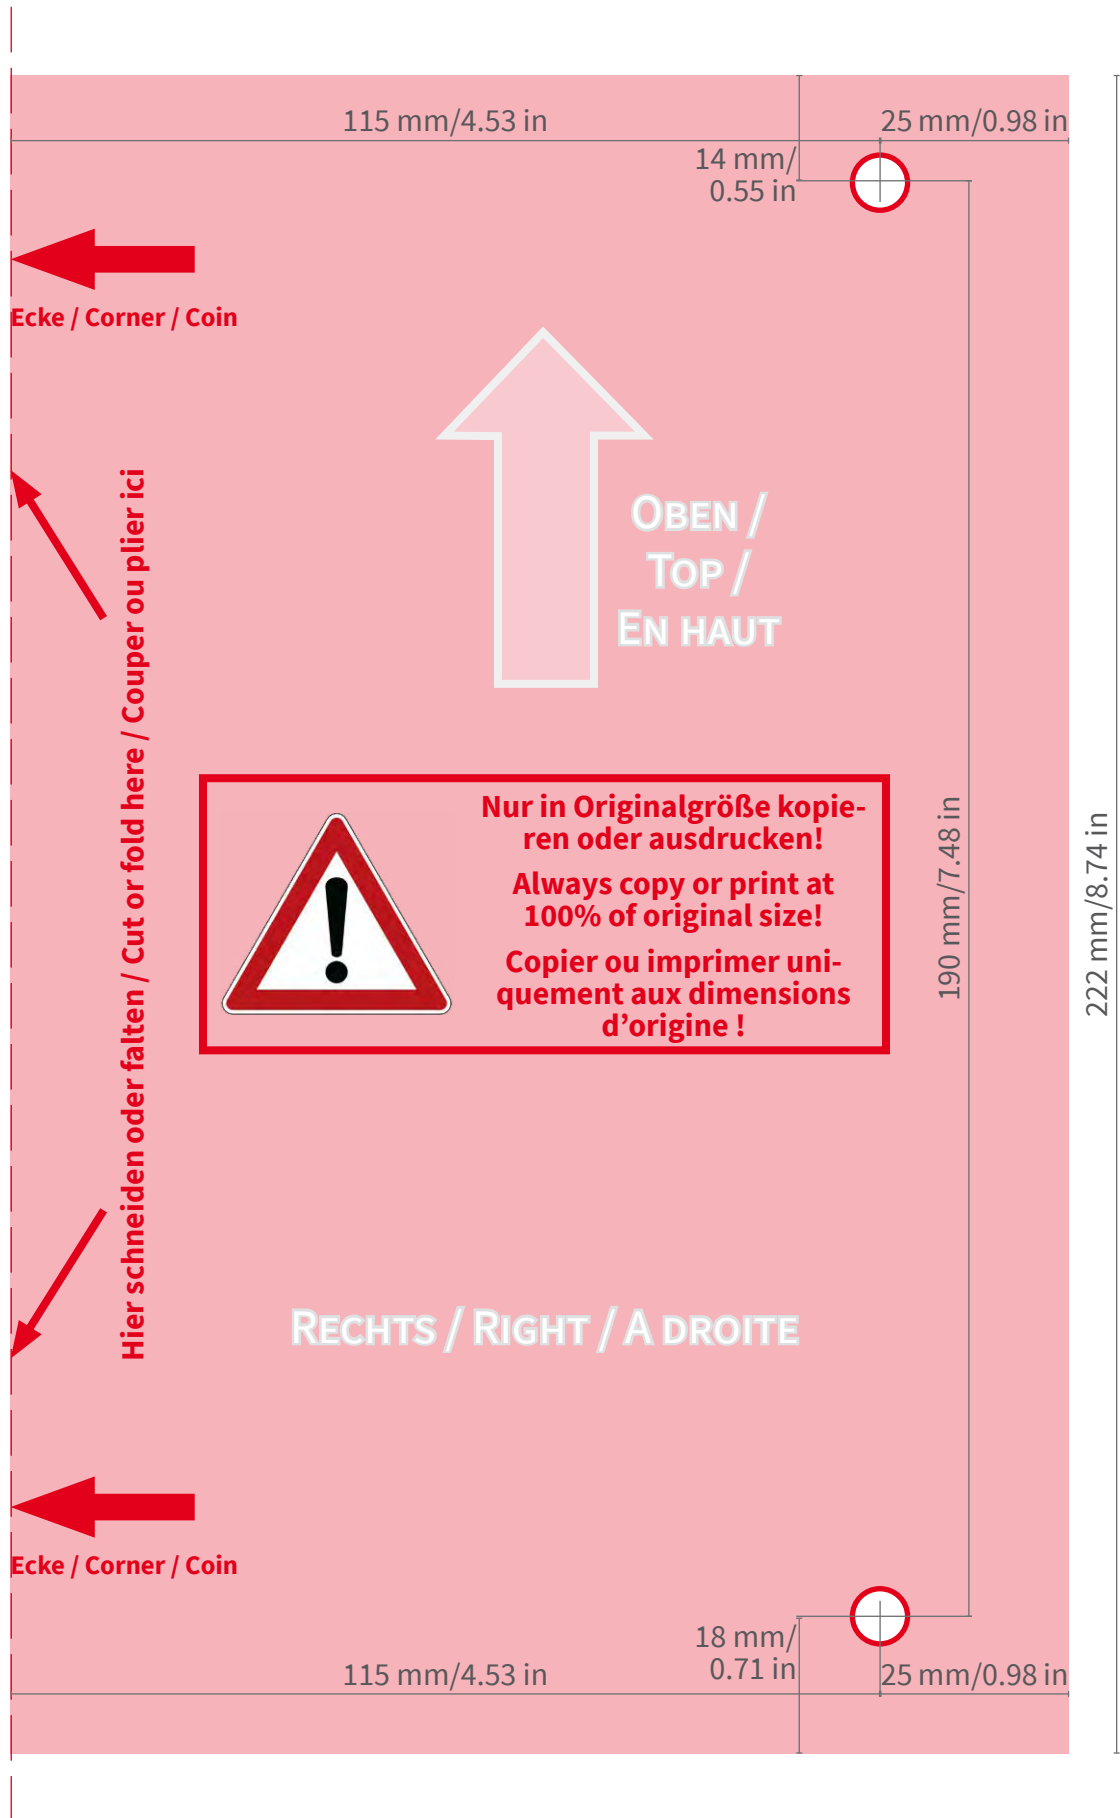 115 mm/4.53 in
25 mm/0.98 in
14 mm/
0.55 in
Ecke / Corner / Coin
Hier schneiden oder falten / Cut or fold here / Couper ou plier ici
OBEN /
TOP /
EN HAUT
Nur in Originalgröße kopie-
ren oder ausdrucken!
Always copy or print at
100% of original size!
Copier ou imprimer uni-
quement aux dimensions
d’origine !
190 mm/7.48 in
222 mm/8.74 in
RECHTS / RIGHT / A DROITE
Ecke / Corner / Coin
18 mm/
0.71 in
115 mm/4.53 in
25 mm/0.98 in